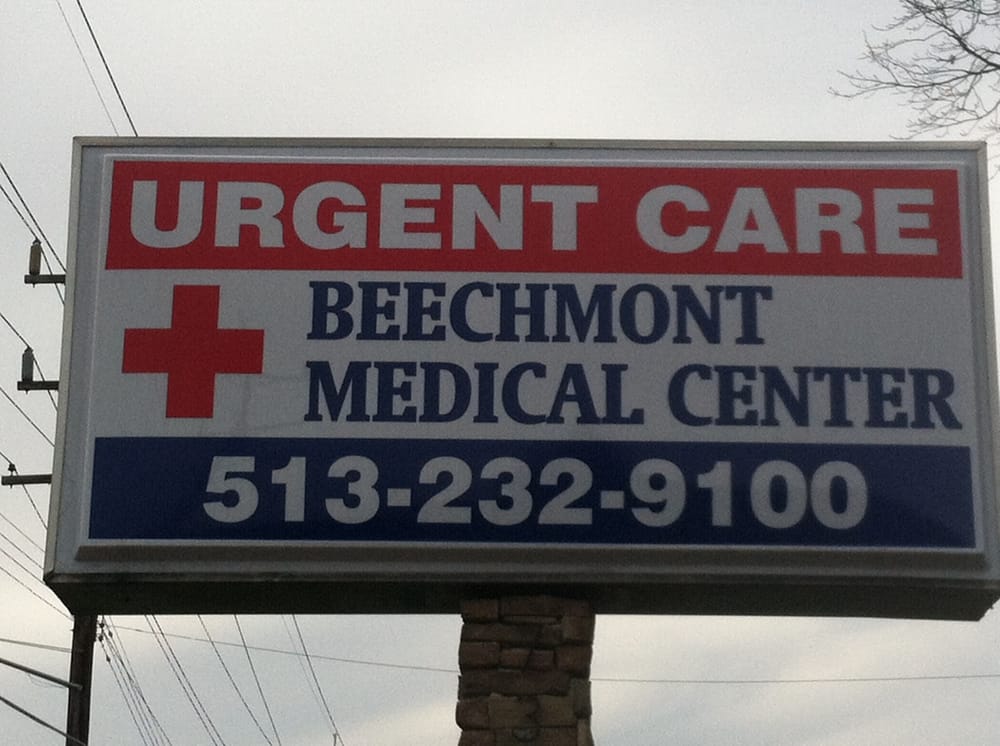 URGENT CARE
BEECHMONT
MEDICAL CENTER
513-232-9100